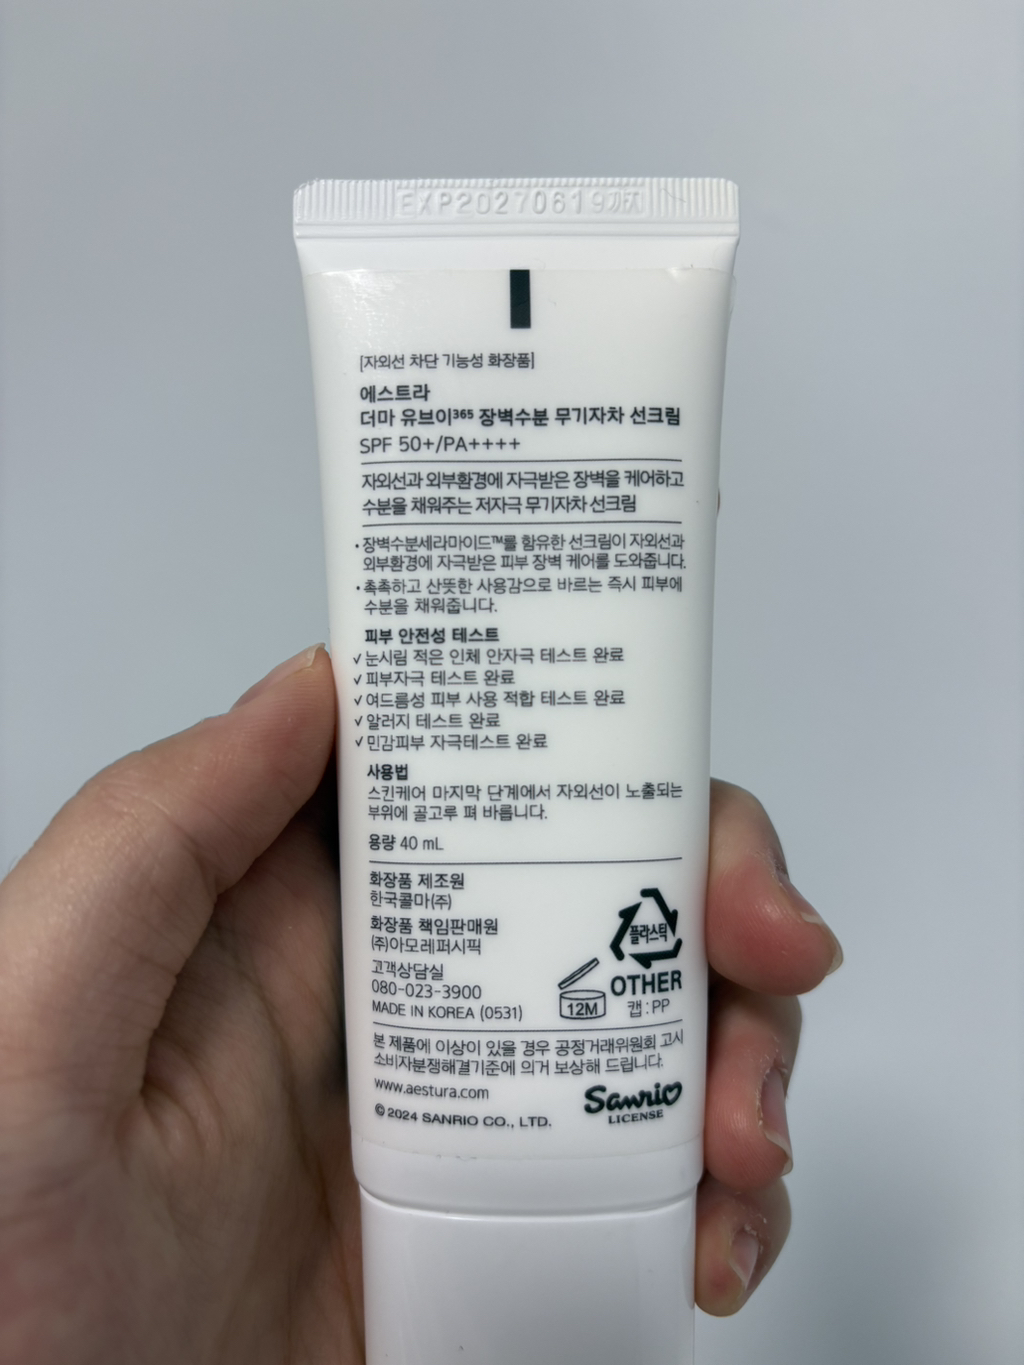 EXP20270619까지
[자외선 차단 기능성 화장품]
에스트라
더마 유브이³⁶⁵ 장벽수분 무기자차 선크림
SPF 50+/PA++++
자외선과 외부환경에 자극받은 장벽을 케어하고
수분을 채워주는 저자극 무기자차 선크림
• 장벽수분세라마이드™를 함유한 선크림이 자외선과
외부환경에 자극받은 피부 장벽 케어를 도와줍니다.
• 촉촉하고 산뜻한 사용감으로 바르는 즉시 피부에
수분을 채워줍니다.
피부 안전성 테스트
✓ 눈시림 적은 인체 안자극 테스트 완료
✓ 피부자극 테스트 완료
✓ 여드름성 피부 사용 적합 테스트 완료
✓ 알러지 테스트 완료
✓ 민감피부 자극테스트 완료
사용법
스킨케어 마지막 단계에서 자외선이 노출되는
부위에 골고루 펴 바릅니다.
용량 40 mL
화장품 제조원
한국콜마(주)
화장품 책임판매원
(주)아모레퍼시픽
고객상담실
080-023-3900
MADE IN KOREA (0531)
12M
플라스틱
OTHER
캡 : PP
본 제품에 이상이 있을 경우 공정거래위원회 고시
소비자분쟁해결기준에 의거 보상해 드립니다.
www.aestura.com
© 2024 SANRIO CO., LTD.
Sanrio
LICENSE